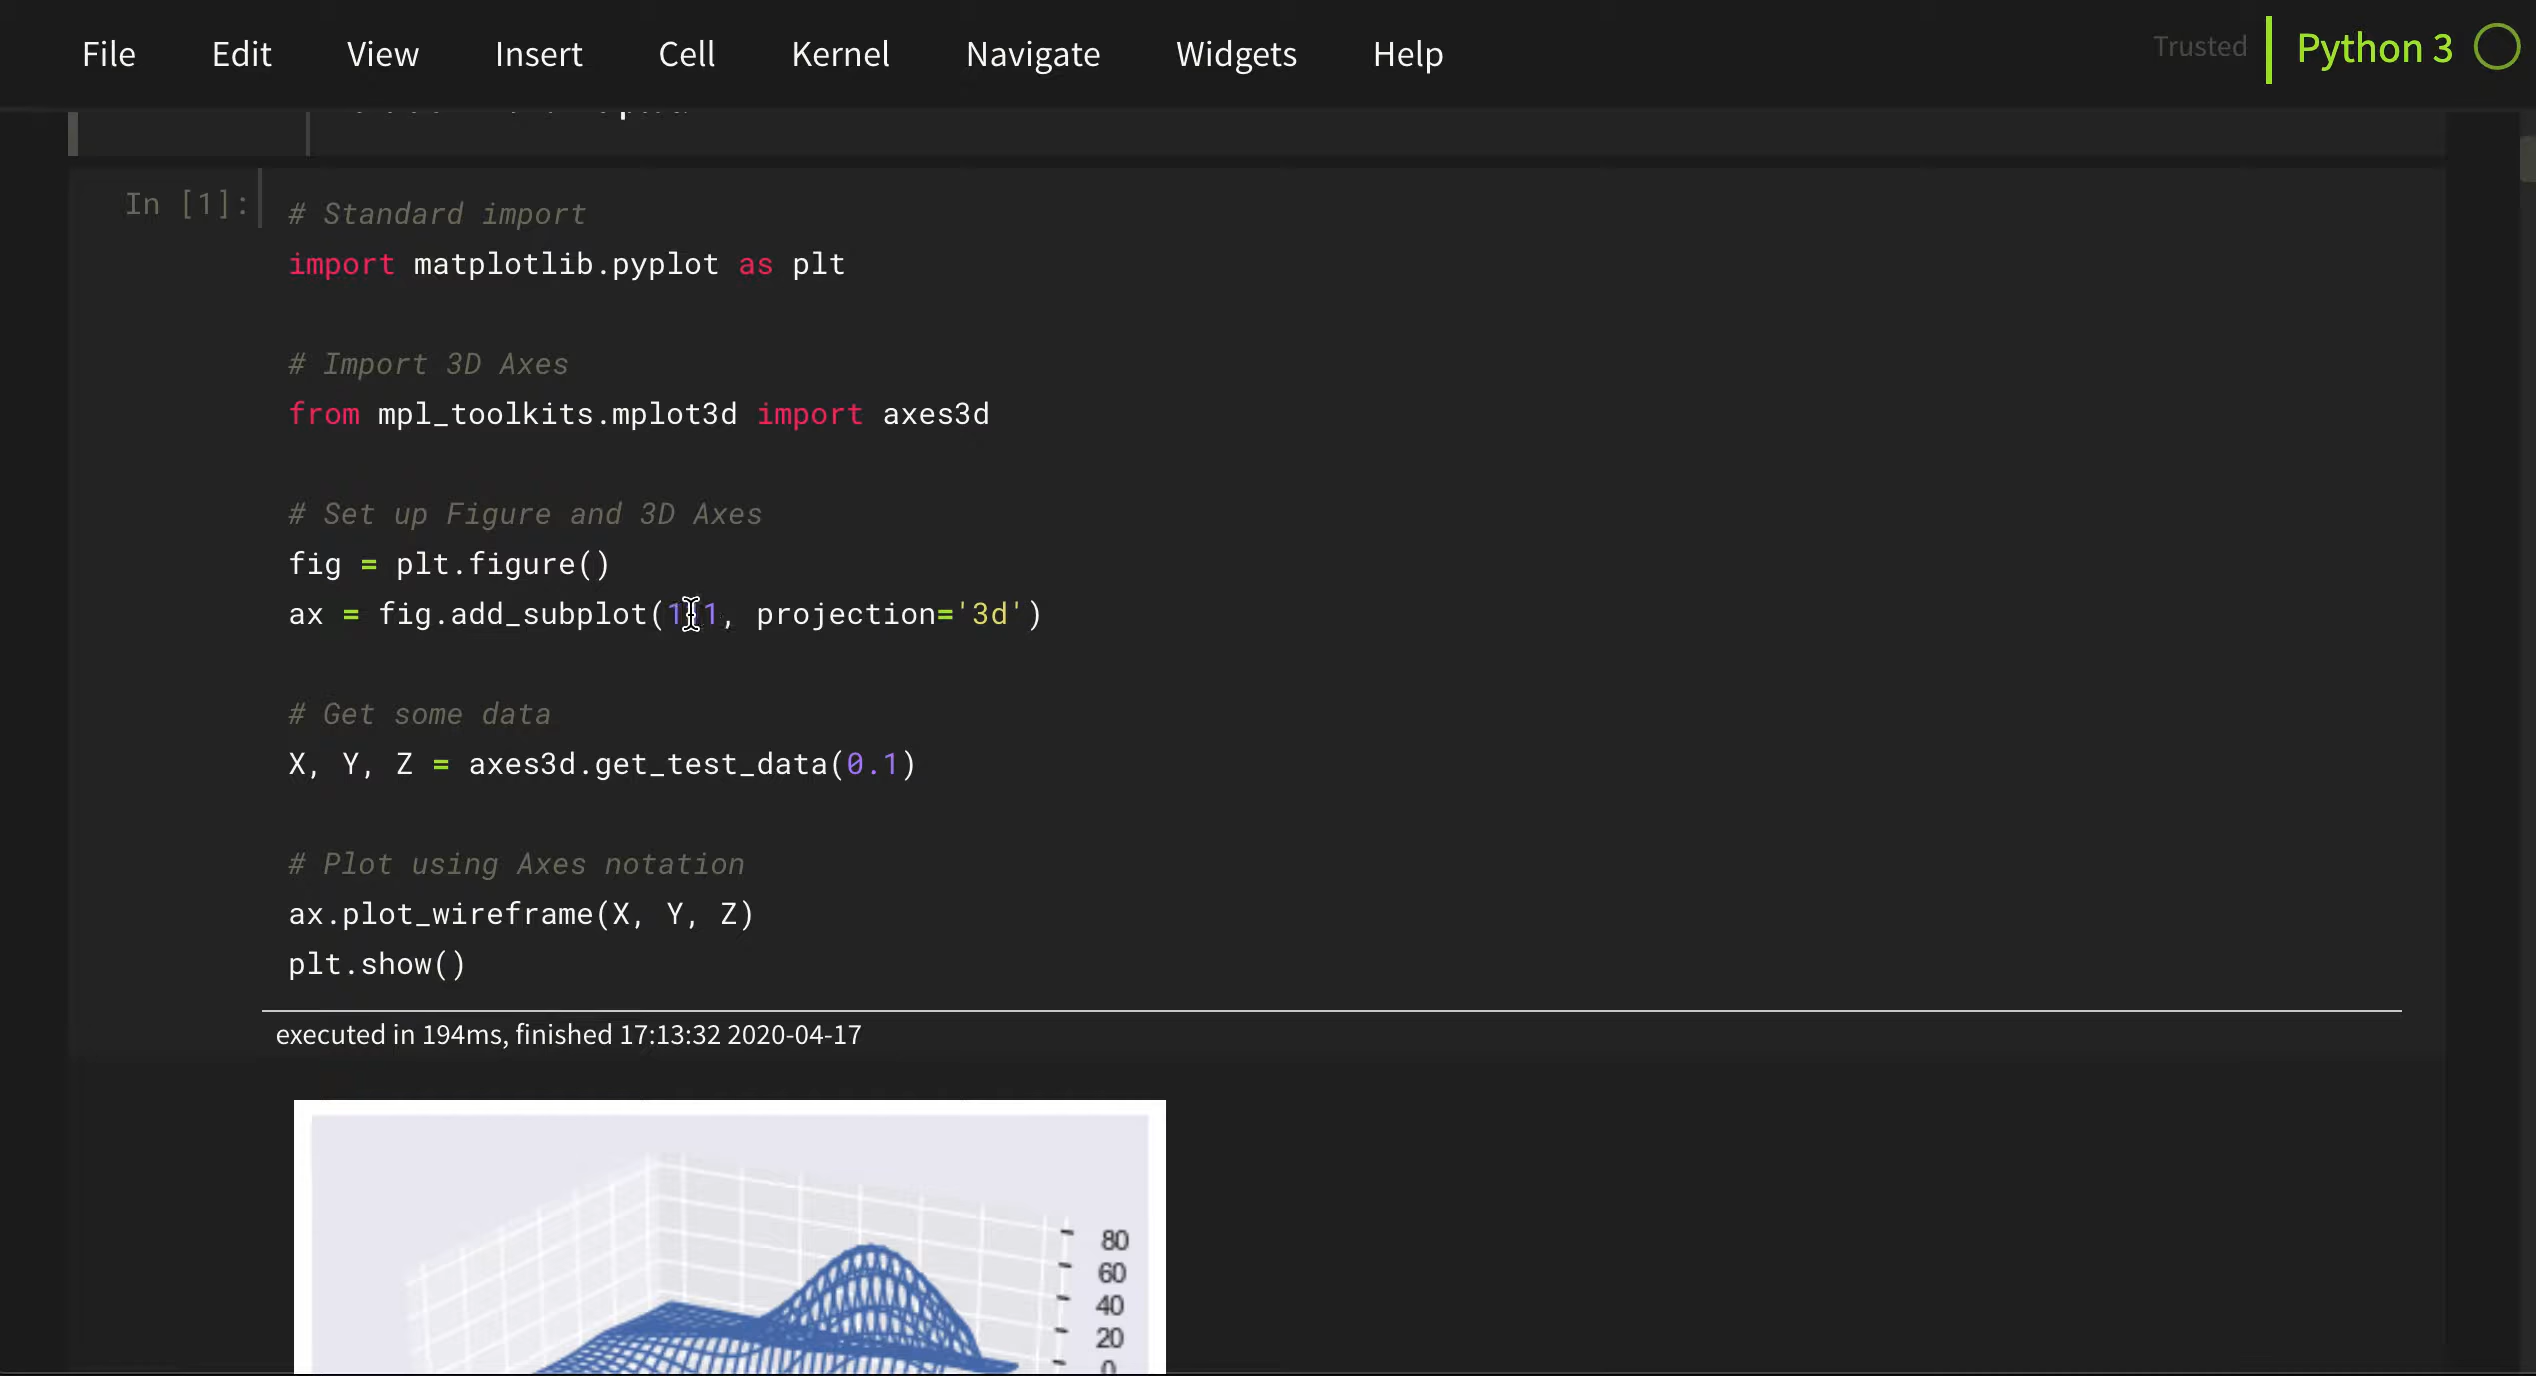 File Edit View Insert Cell Kernel Navigate Widgets Help Trusted Python 3
In [1]:
# Standard import
import matplotlib.pyplot as plt
# Import 3D Axes
from mpl_toolkits.mplot3d import axes3d
# Set up Figure and 3D Axes
fig = plt.figure()
ax = fig.add_subplot(111, projection='3d')
# Get some data
X, Y, Z = axes3d.get_test_data(0.1)
# Plot using Axes notation
ax.plot_wireframe(X, Y, Z)
plt.show()
executed in 194ms, finished 17:13:32 2020-04-17
80
60
40
20
0